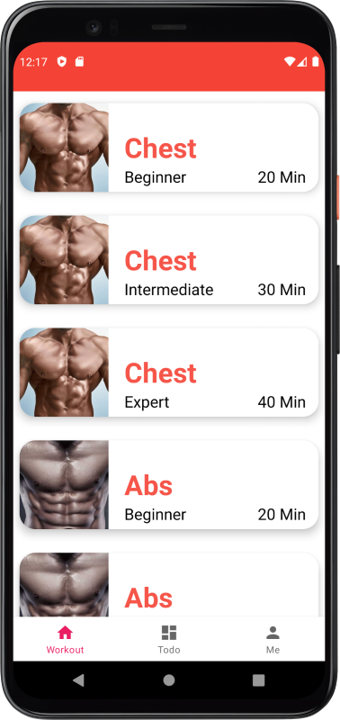 12:17
Chest
Beginner 20 Min
Chest
Intermediate 30 Min
Chest
Expert 40 Min
Abs
Beginner 20 Min
Abs
Workout Todo Me